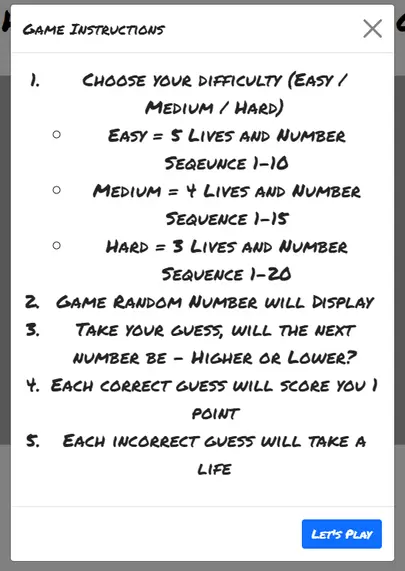 Game Instructions
1. Choose your difficulty (Easy /
Medium / Hard)
Easy = 5 Lives and Number
Seqeunce 1-10
Medium = 4 Lives and Number
Sequence 1-15
Hard = 3 Lives and Number
Sequence 1-20
2. Game Random Number will Display
3. Take your guess, will the next
number be - Higher or Lower?
4. Each correct guess will score you 1
point
5. Each incorrect guess will take a
life
Let's Play